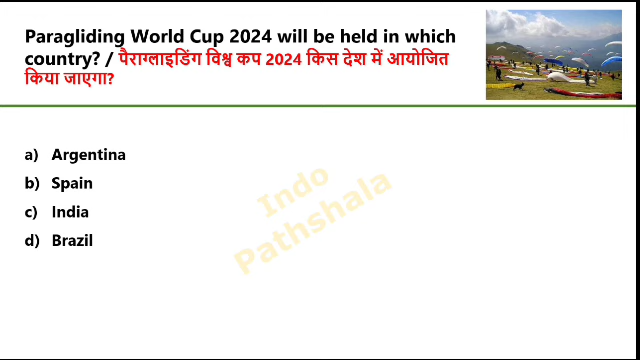 Paragliding World Cup 2024 will be held in which
country? / पैराग्लाइडिंग विश्व कप 2024 किस देश में आयोजित
किया जाएगा?
a) Argentina
b) Spain
c) India
d) Brazil
Indo
Pathshala